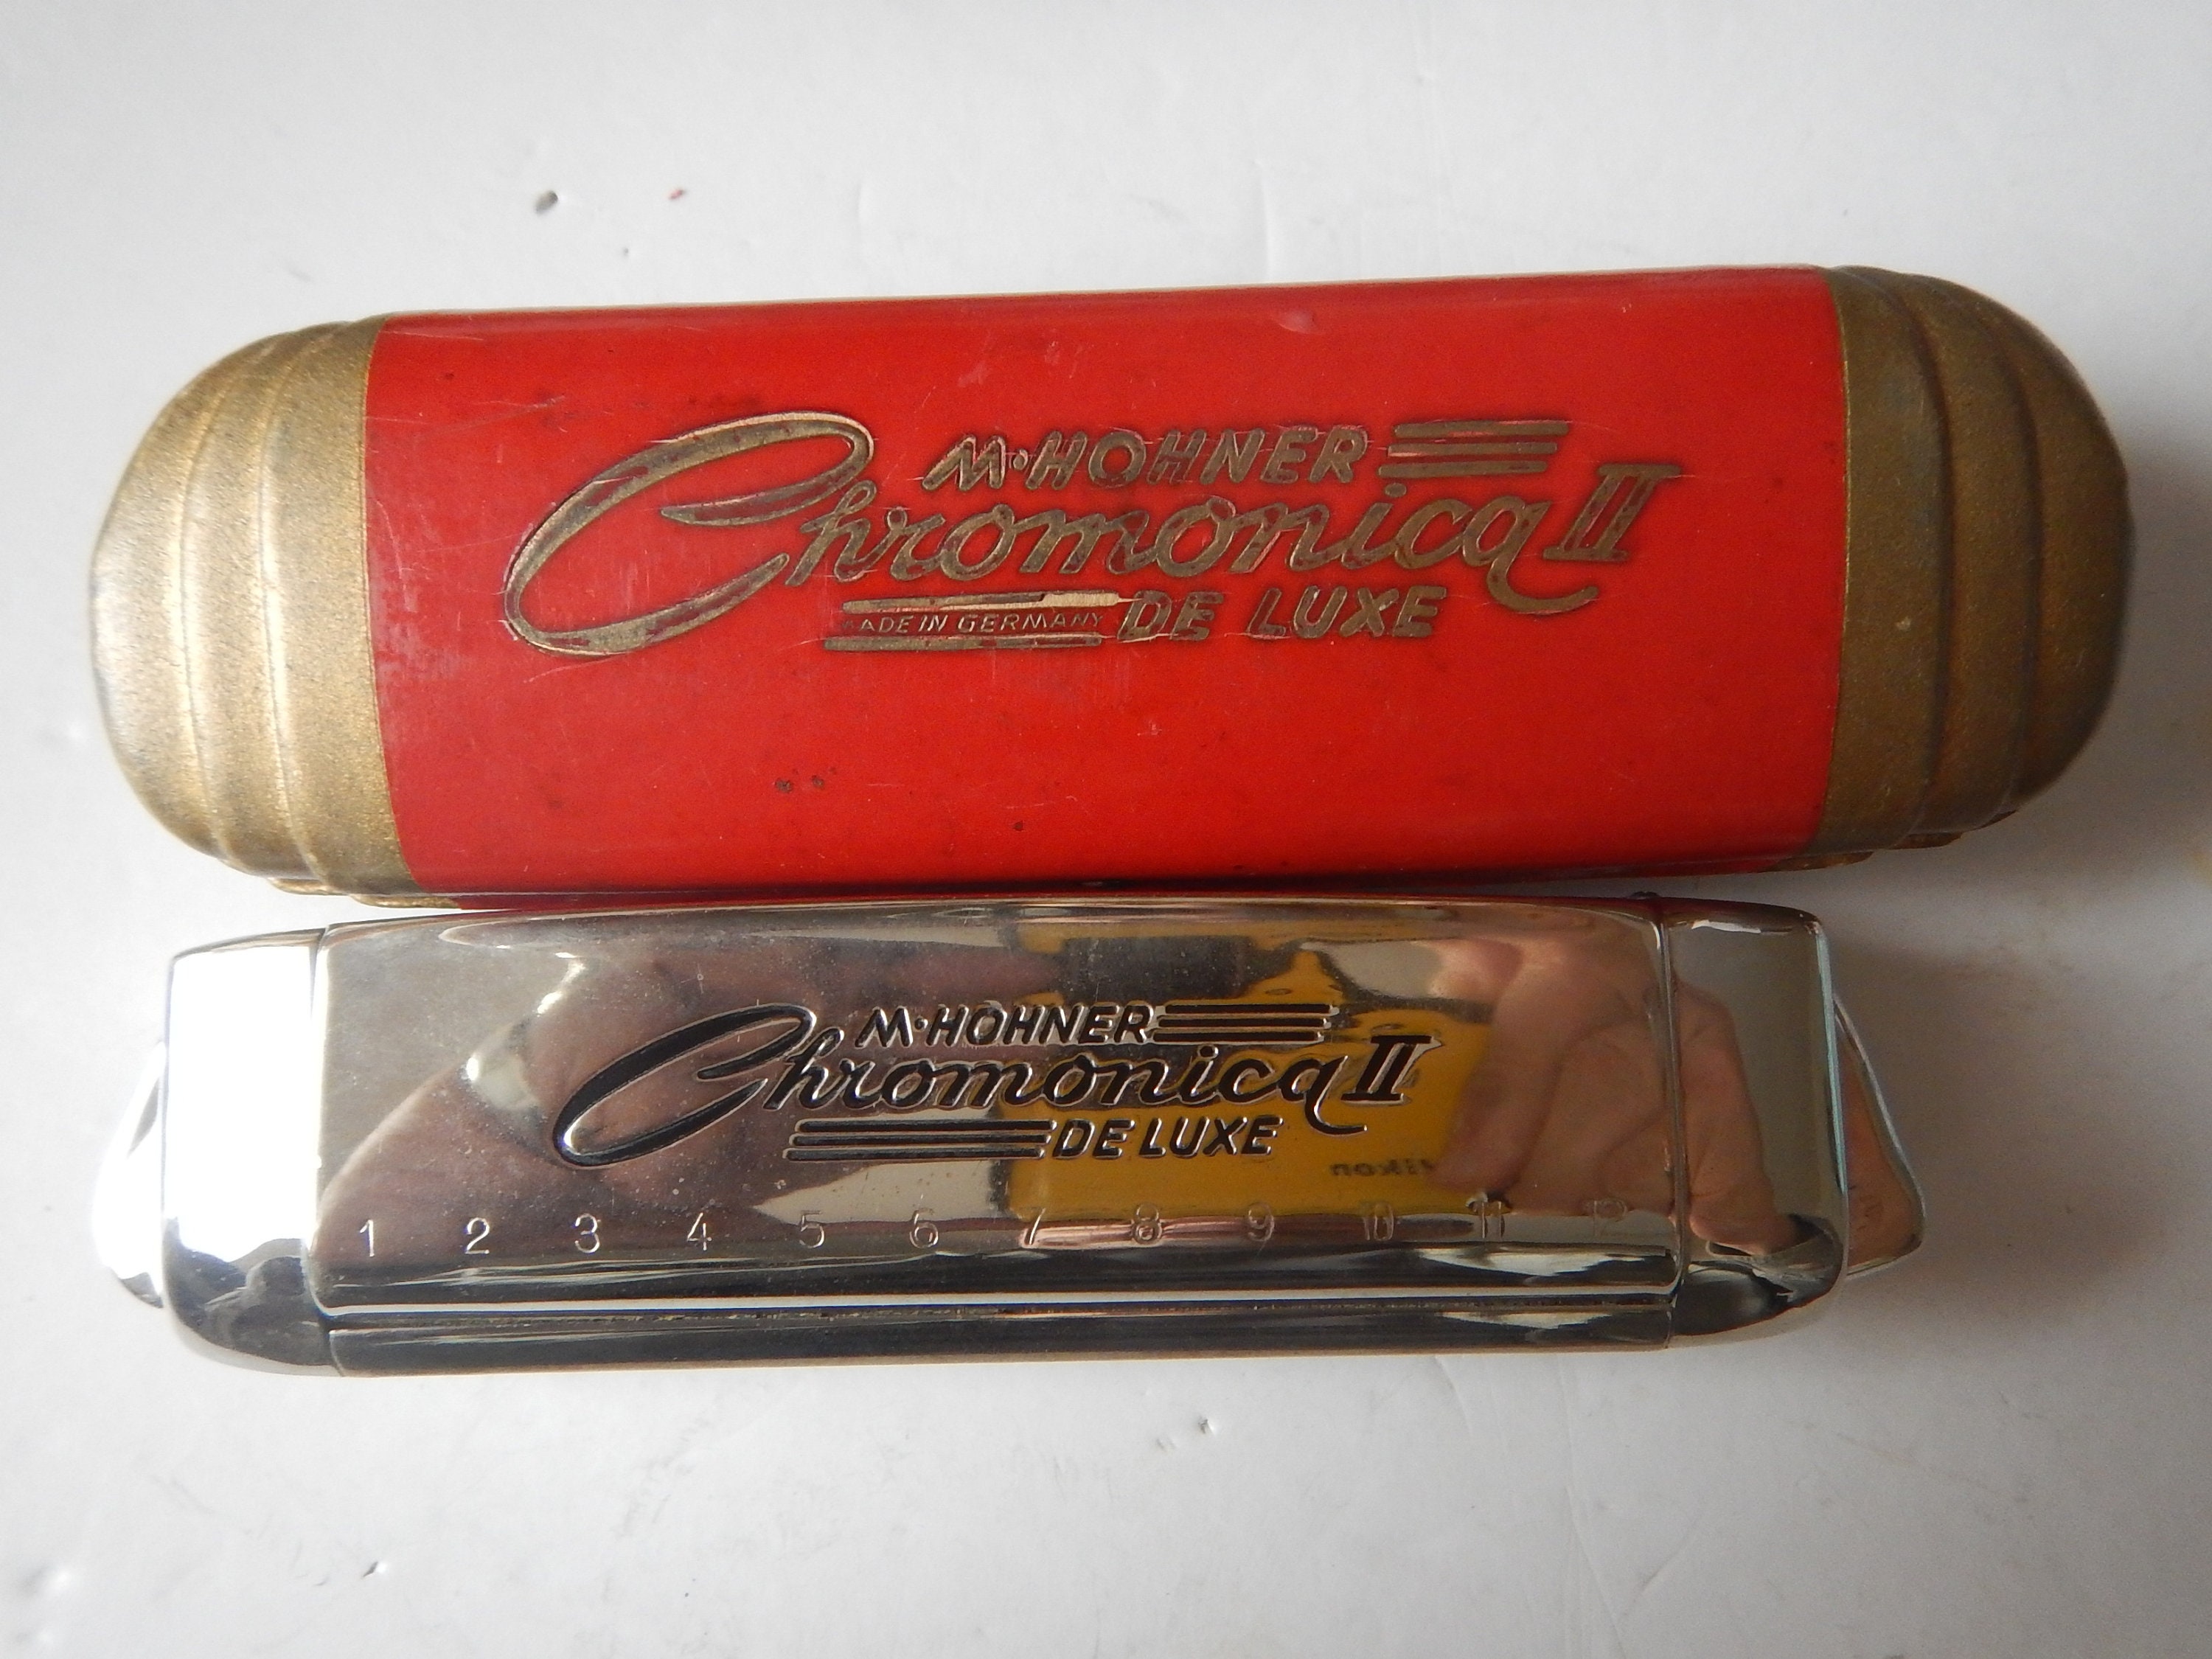 M·HOHNER
Chromonica II
MADE IN GERMANY DE LUXE
M·HOHNER
Chromonica II
DE LUXE
1 2 3 4 5 6 7 8 9 10 11 12